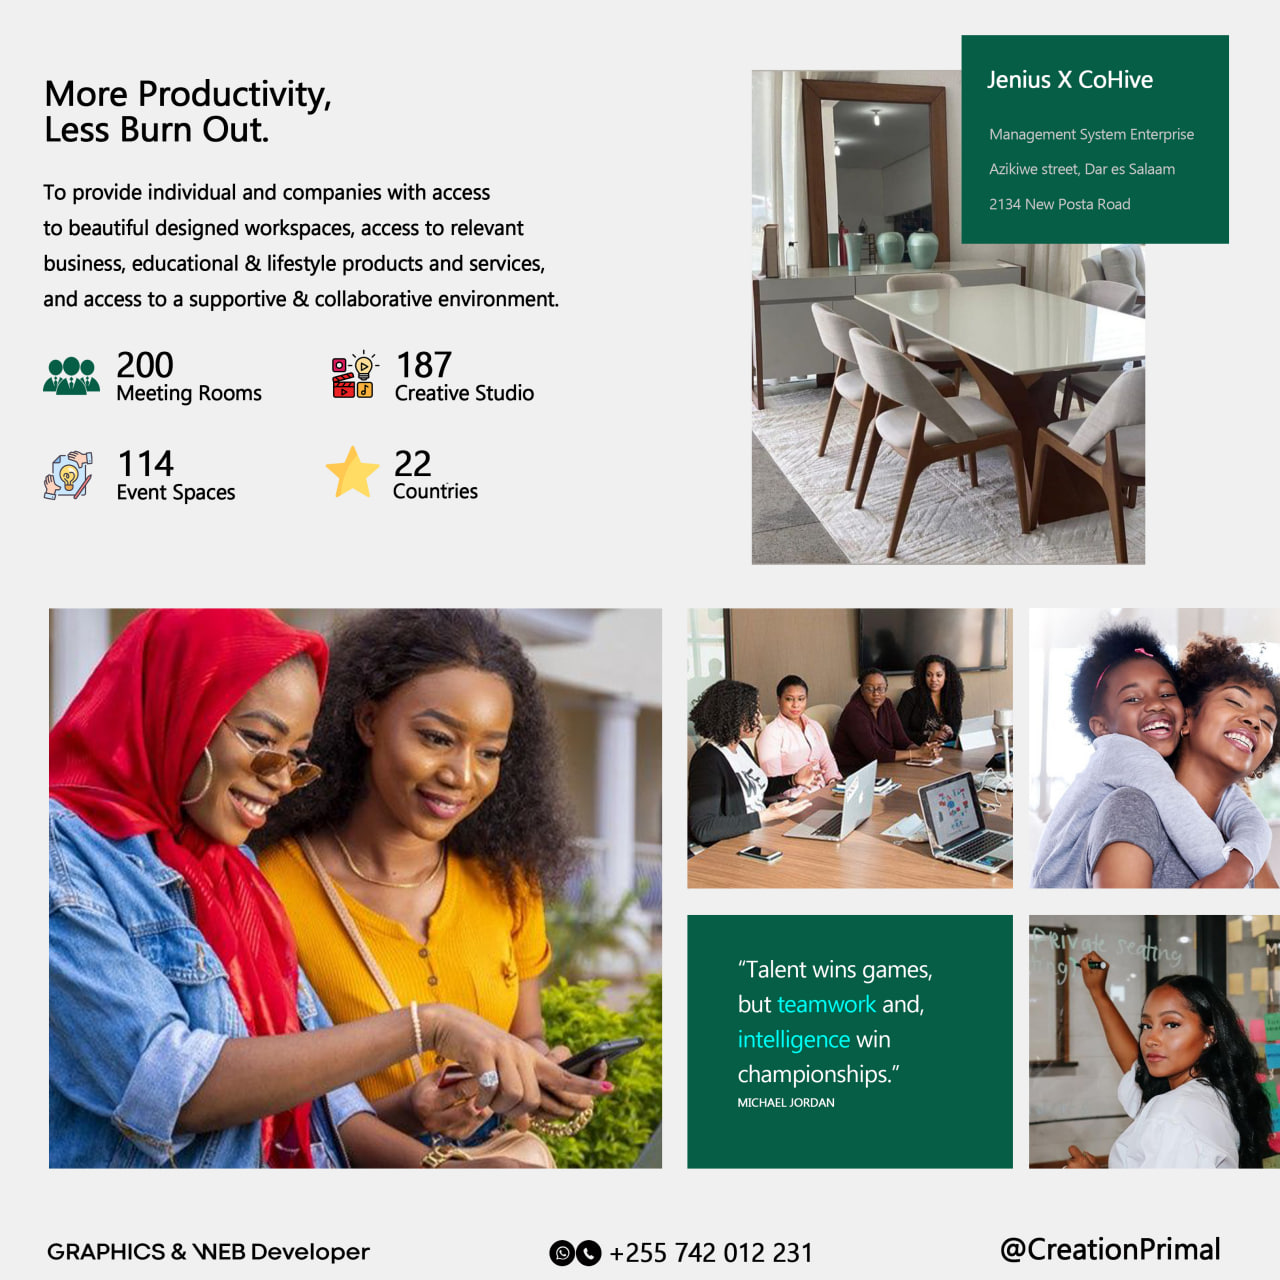 More Productivity,
Less Burn Out.
To provide individual and companies with access
to beautiful designed workspaces, access to relevant
business, educational & lifestyle products and services,
and access to a supportive & collaborative environment.
200
Meeting Rooms
187
Creative Studio
114
Event Spaces
22
Countries
Jenius X CoHive
Management System Enterprise
Azikiwe street, Dar es Salaam
2134 New Posta Road
“Talent wins games,
but teamwork and,
intelligence win
championships.”
MICHAEL JORDAN
Private seating
GRAPHICS & WEB Developer
+255 742 012 231
@CreationPrimal